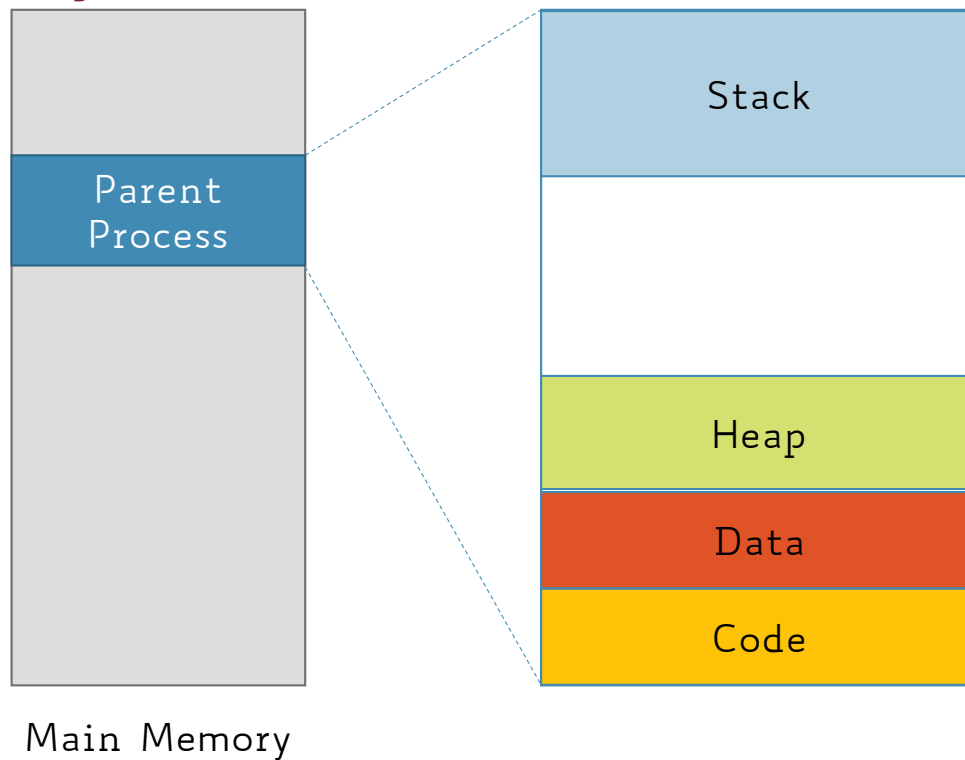 Stack
Parent
Process
Heap
Data
Code
Main Memory